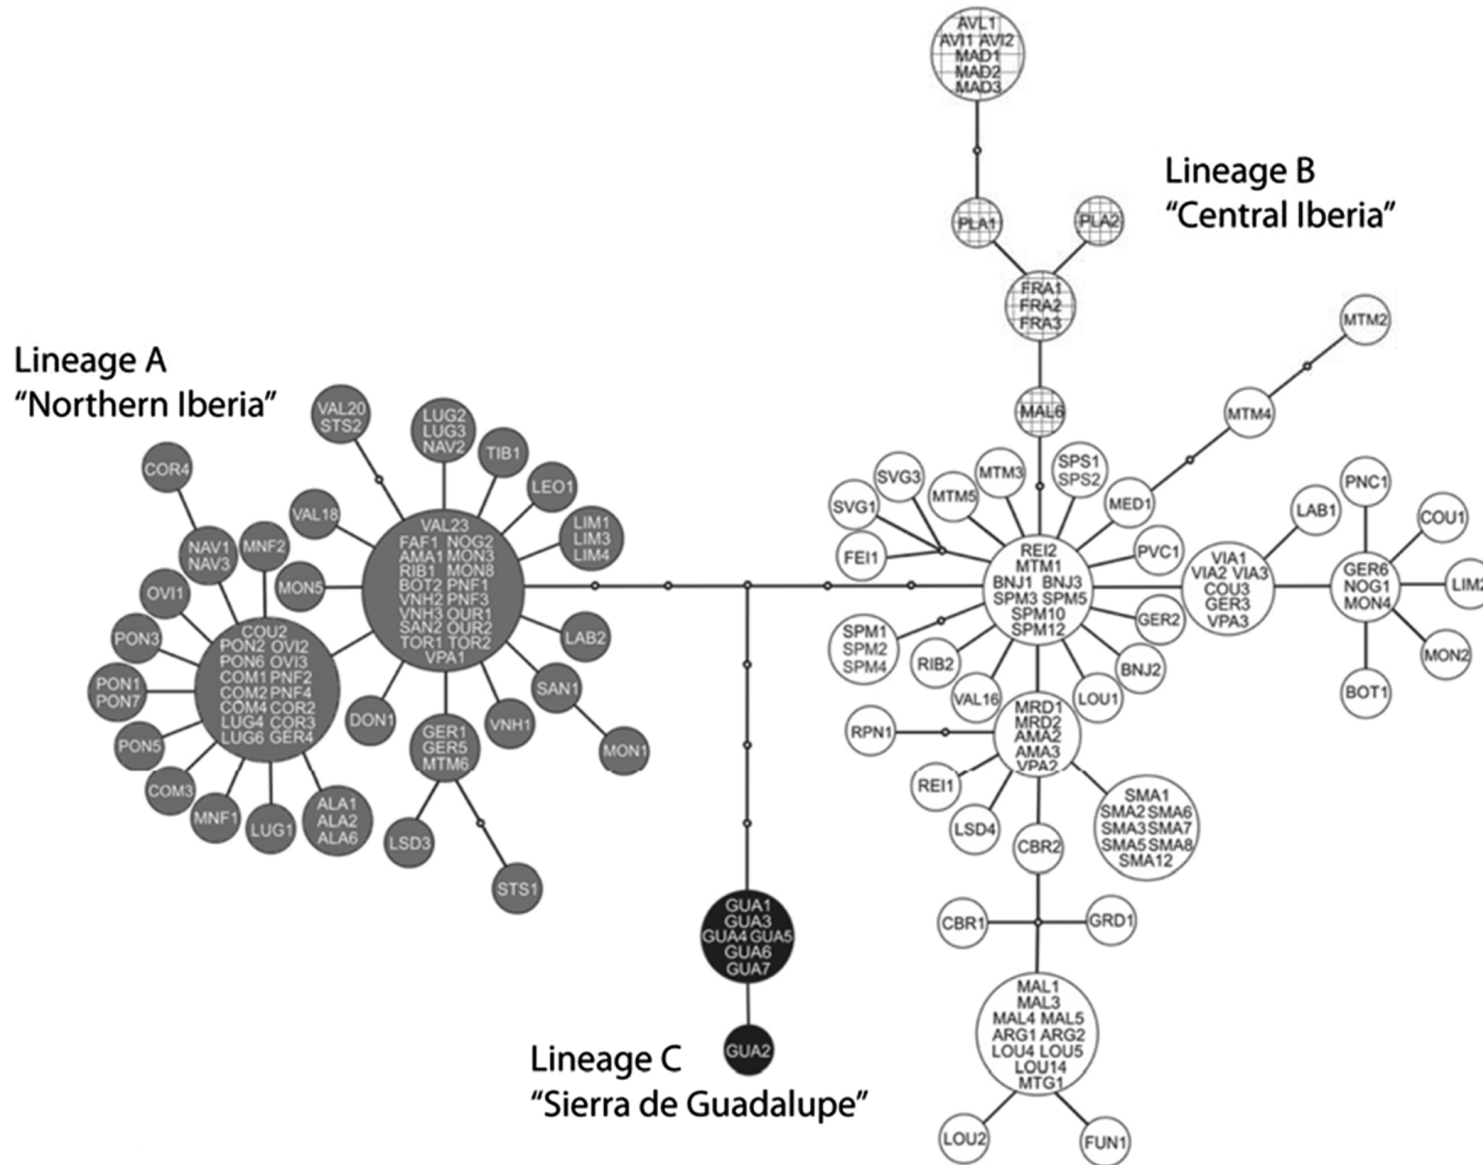 AVL1
AVI1 AVI2
MAD1
MAD2
MAD3
Lineage B
“Central Iberia”
PLA1
PLA2
FRA1
FRA2
FRA3
MTM2
MAL6
MTM4
Lineage A
“Northern Iberia”
VAL20
STS2
LUG2
LUG3
NAV2
TIB1
COR4
LEO1
VAL18
LIM1
LIM3
LIM4
NAV1
NAV3
MNF2
MON5
OVI1
PON3
PON1
PON7
PON5
COM3
MNF1
LUG1
ALA1
ALA2
ALA6
VAL23
FAF1 NOG2
AMA1 MON3
RIB1 MON8
BOT2 PNF1
VNH2 PNF3
VNH3 OUR1
SAN2 OUR2
TOR1 TOR2
VPA1
COU2
PON2 OVI2
PON6 OVI3
COM1 PNF2
COM2 PNF4
COM4 COR2
LUG4 COR3
LUG6 GER4
LAB2
SAN1
MON1
VNH1
DON1
GER1
GER5
MTM6
LSD3
STS1
SVG3
SVG1
FEI1
MTM5
MTM3
SPS1
SPS2
MED1
PVC1
REI2
MTM1
BNJ1 BNJ3
SPM3 SPM5
SPM10
SPM12
VIA1
VIA2 VIA3
COU3
GER3
VPA3
LAB1
PNC1
COU1
GER6
NOG1
MON4
MON2
BOT1
GER2
BNJ2
LOU1
SPM1
SPM2
SPM4
RIB2
VAL16
MRD1
MRD2
AMA2
AMA3
VPA2
RPN1
REI1
LSD4
CBR2
SMA1
SMA2 SMA6
SMA3 SMA7
SMA5 SMA8
SMA12
CBR1
GRD1
GUA1
GUA3
GUA4 GUA5
GUA6
GUA7
GUA2
Lineage C
“Sierra de Guadalupe”
MAL1
MAL3
MAL4 MAL5
ARG1 ARG2
LOU4 LOU5
LOU14
MTG1
LOU2
FUN1